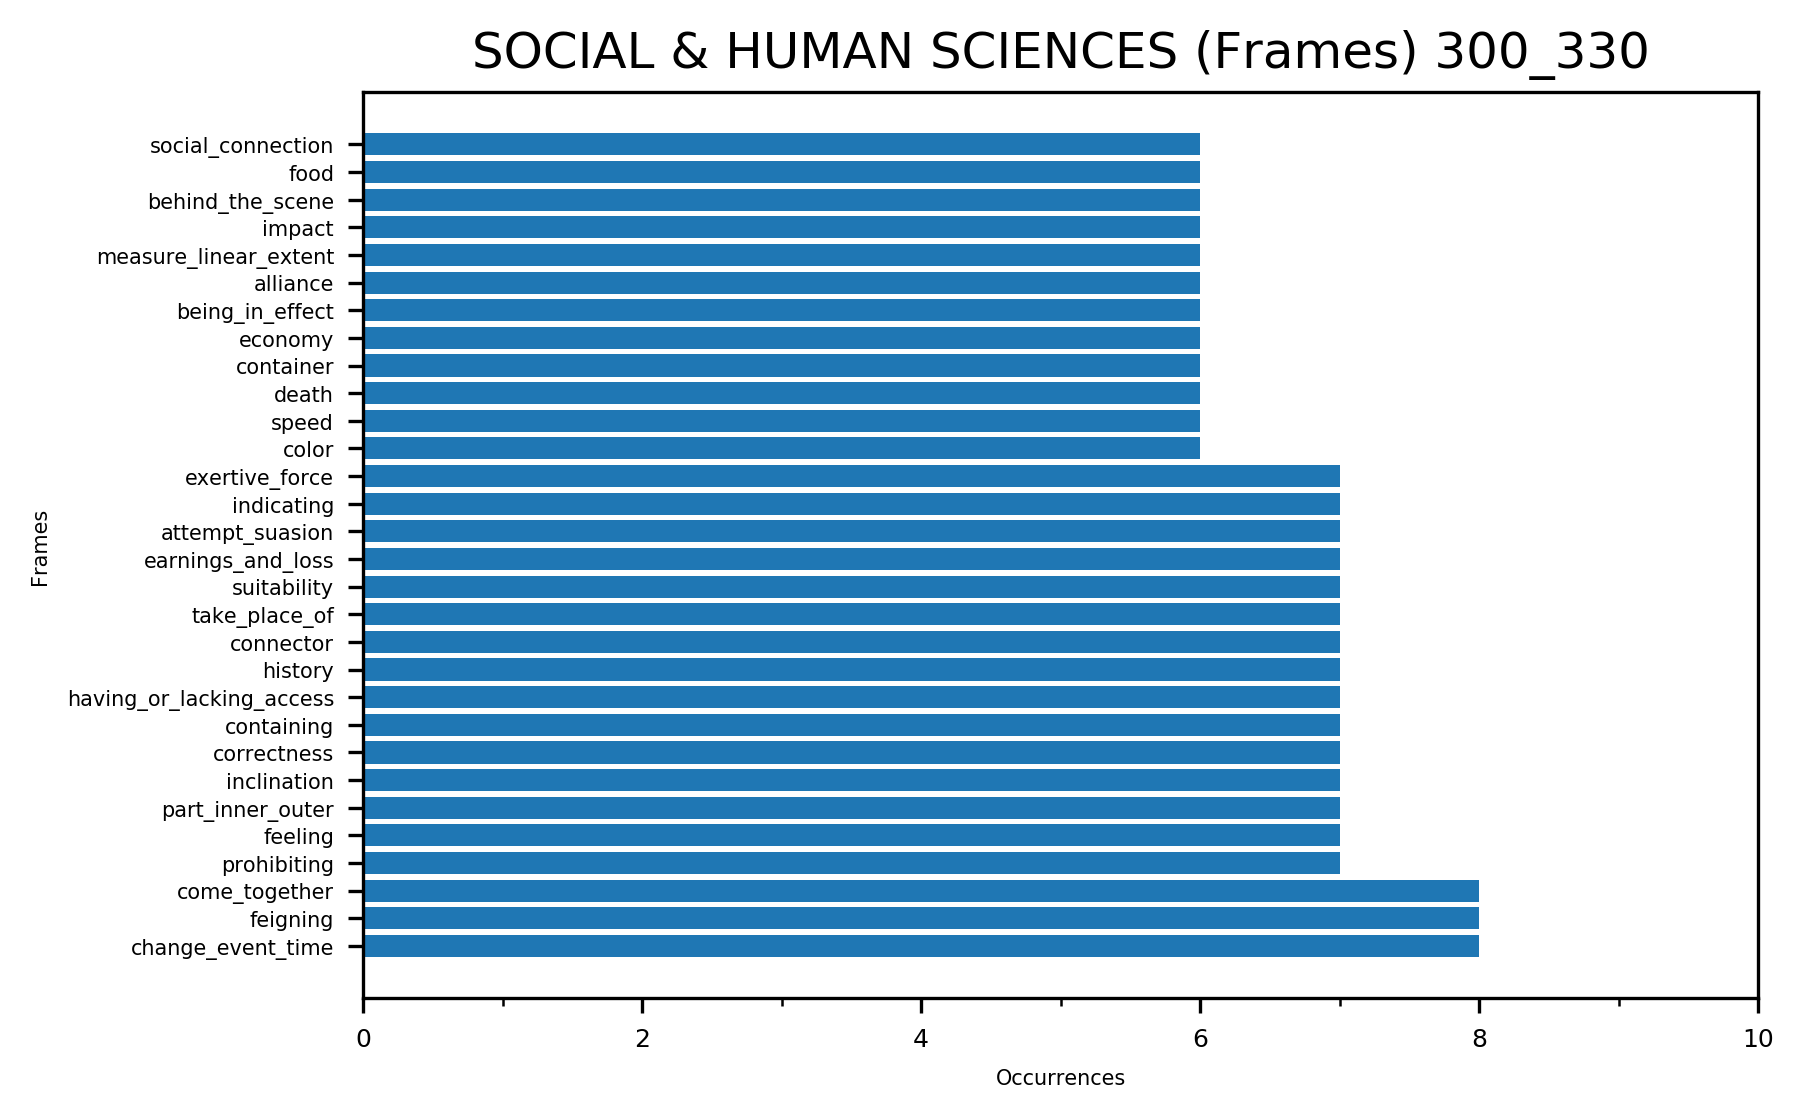 SOCIAL & HUMAN SCIENCES (Frames) 300_330
social_connection
food
behind_the_scene
impact
measure_linear_extent
alliance
being_in_effect
economy
container
death
speed
color
exertive_force
indicating
attempt_suasion
earnings_and_loss
suitability
take_place_of
connector
history
having_or_lacking_access
containing
correctness
inclination
part_inner_outer
feeling
prohibiting
come_together
feigning
change_event_time
Frames
0 2 4 6 8 10
Occurrences